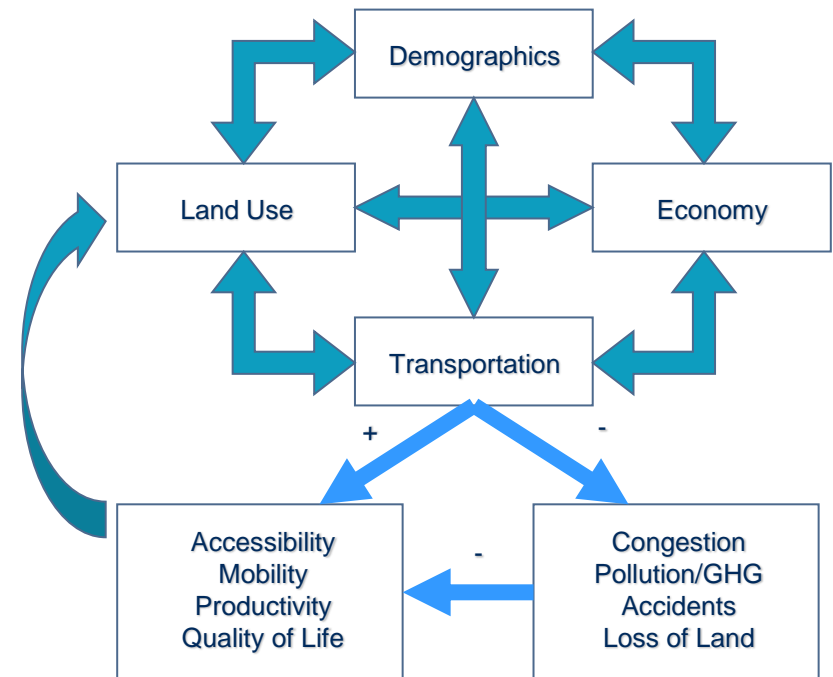 Demographics
Land Use
Economy
Transportation
+
-
Accessibility
Mobility
Productivity
Quality of Life
-
Congestion
Pollution/GHG
Accidents
Loss of Land